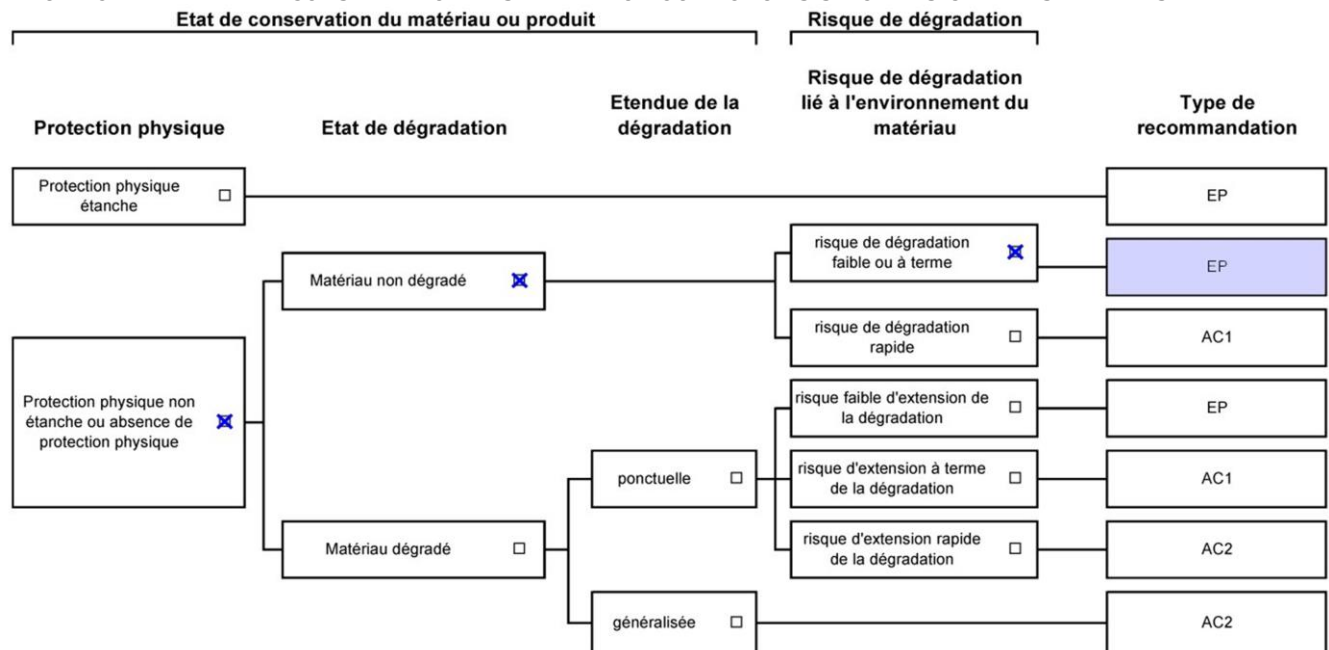 Etat de conservation du matériau ou produit
Risque de dégradation
Protection physique
Etat de dégradation
Etendue de la
dégradation
Risque de dégradation
lié à l'environnement du
matériau
Type de
recommandation
Protection physique
étanche
EP
risque de dégradation
faible ou à terme
EP
Matériau non dégradé
risque de dégradation
rapide
AC1
Protection physique non
étanche ou absence de
protection physique
risque faible d'extension de
la dégradation
EP
ponctuelle
risque d'extension à terme
de la dégradation
AC1
Matériau dégradé
risque d'extension rapide
de la dégradation
AC2
généralisée
AC2